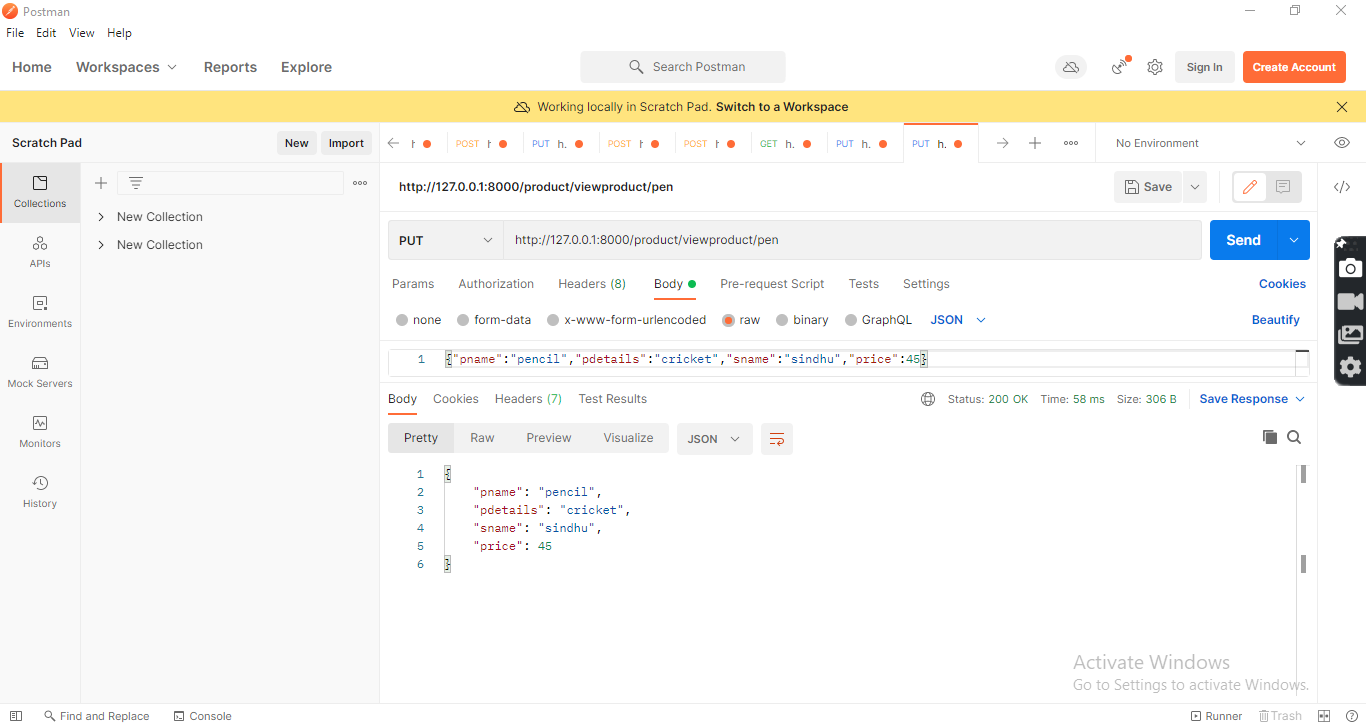 Postman
File Edit View Help
Home Workspaces Reports Explore Search Postman Sign In Create Account
Working locally in Scratch Pad. Switch to a Workspace
Scratch Pad New Import
POST PUT h. POST POST GET h. PUT h. PUT h. No Environment
Collections
APIs
Environments
Mock Servers
Monitors
History
New Collection
New Collection
http://127.0.0.1:8000/product/viewproduct/pen Save
PUT http://127.0.0.1:8000/product/viewproduct/pen Send
Params Authorization Headers (8) Body Pre-request Script Tests Settings Cookies
none form-data x-www-form-urlencoded raw binary GraphQL JSON Beautify
1 {"pname":"pencil","pdetails":"cricket","sname":"sindhu","price":45}
Body Cookies Headers (7) Test Results Status: 200 OK Time: 58 ms Size: 306 B Save Response
Pretty Raw Preview Visualize JSON
1 {
2 "pname": "pencil",
3 "pdetails": "cricket",
4 "sname": "sindhu",
5 "price": 45
6 }
Activate Windows
Go to Settings to activate Windows.
Find and Replace Console Runner Trash